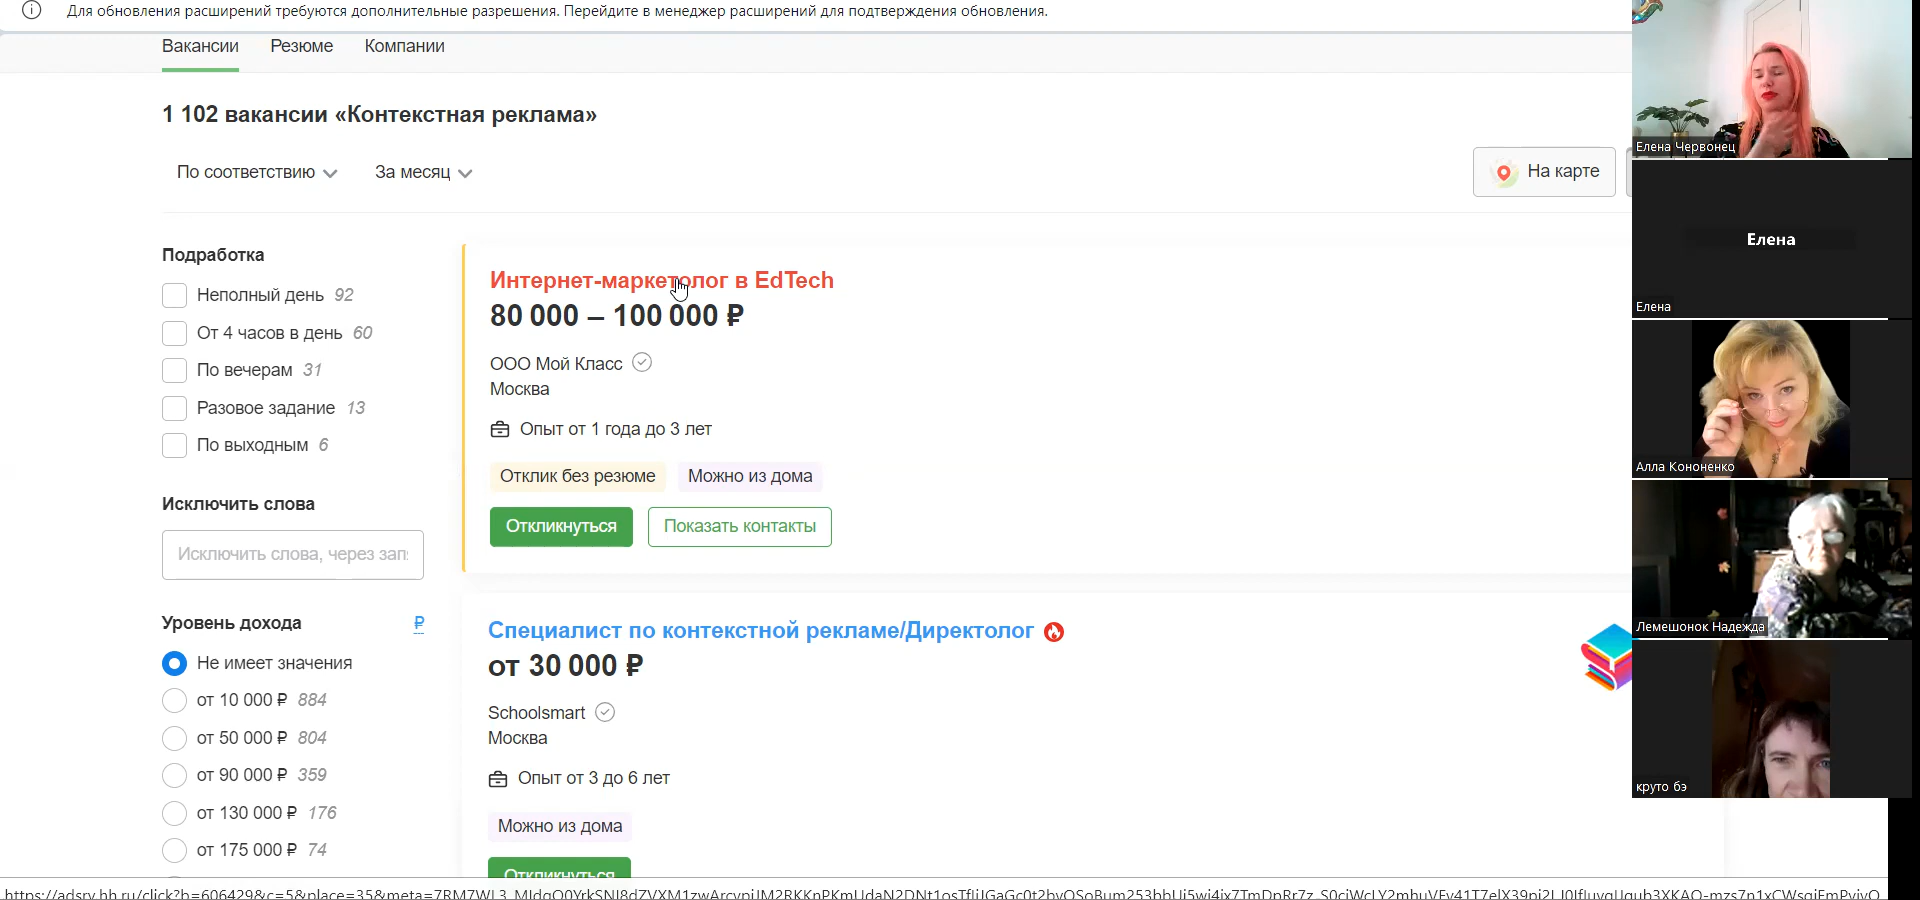 Для обновления расширений требуются дополнительные разрешения. Перейдите в менеджер расширений для подтверждения обновления.
Вакансии Резюме Компании
1 102 вакансии «Контекстная реклама»
По соответствию За месяц
На карте
Подработка
Неполный день 92
От 4 часов в день 60
По вечерам 31
Разовое задание 13
По выходным 6
Исключить слова
Исключить слова, через зап
Уровень дохода ₽
Не имеет значения
от 10 000 ₽ 884
от 50 000 ₽ 804
от 90 000 ₽ 359
от 130 000 ₽ 176
от 175 000 ₽ 74
Интернет-маркетолог в EdTech
80 000 – 100 000 ₽
ООО Мой Класс
Москва
Опыт от 1 года до 3 лет
Отклик без резюме Можно из дома
Откликнуться Показать контакты
Специалист по контекстной рекламе/Директолог
от 30 000 ₽
Schoolsmart
Москва
Опыт от 3 до 6 лет
Можно из дома
Откликнуться
Елена Червонец
Елена
Елена
Алла Кононенко
Лемешонок Надежда
круто бэ